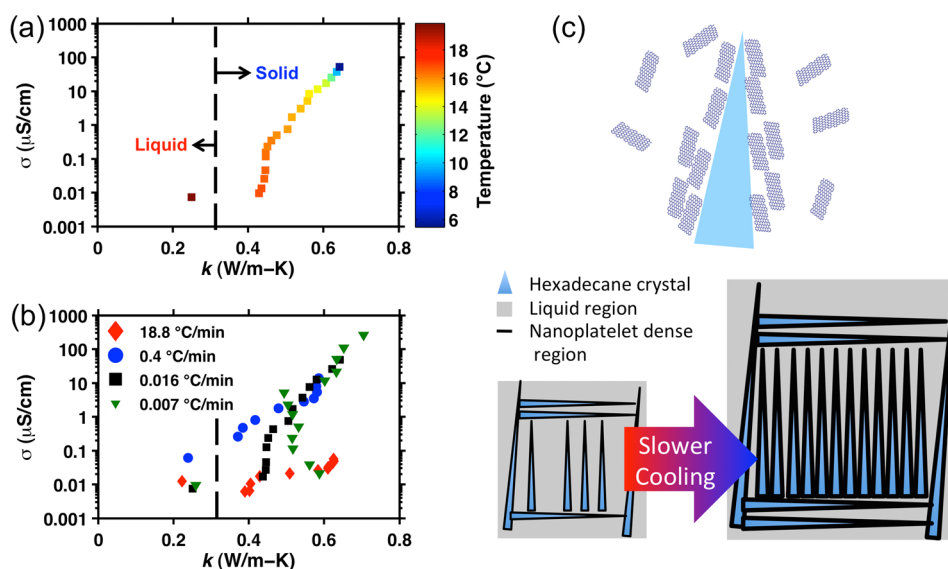 (a)
σ (μS/cm)
1000
100
10
1
0.1
0.01
0.001
Solid
Liquid
0
0.2
0.4
0.6
0.8
k (W/m–K)
18
16
14
12
10
8
6
Temperature (°C)
(b)
σ (μS/cm)
1000
100
10
1
0.1
0.01
0.001
18.8 °C/min
0.4 °C/min
0.016 °C/min
0.007 °C/min
0
0.2
0.4
0.6
0.8
k (W/m–K)
(c)
Hexadecane crystal
Liquid region
Nanoplatelet dense
region
Slower
Cooling